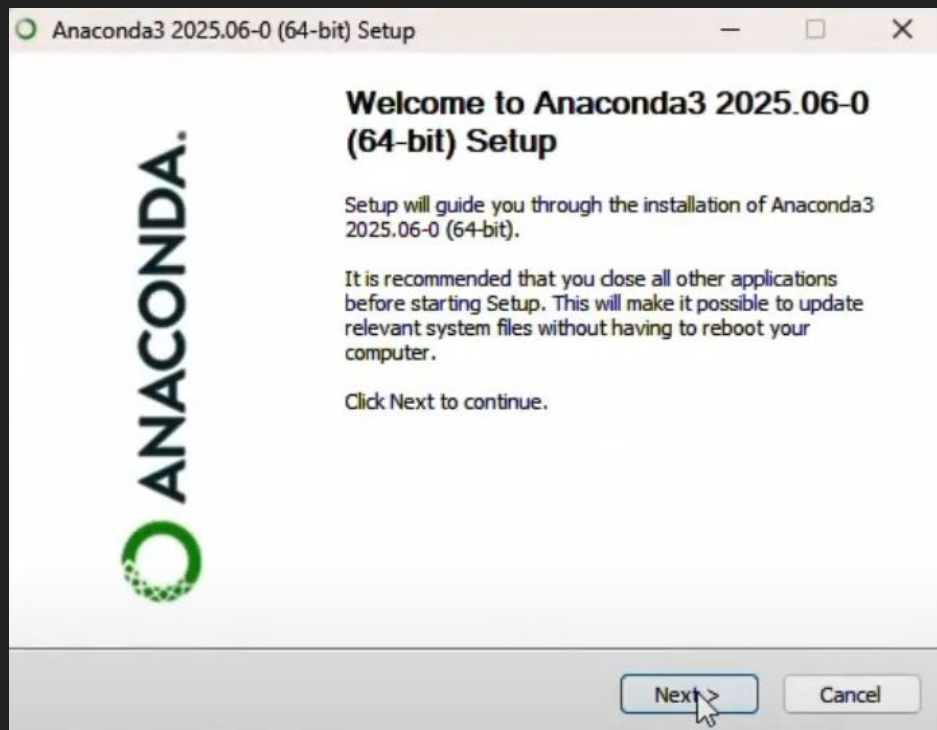 Anaconda3 2025.06-0 (64-bit) Setup
Welcome to Anaconda3 2025.06-0
(64-bit) Setup
ANACONDA.
Setup will guide you through the installation of Anaconda3
2025.06-0 (64-bit).
It is recommended that you close all other applications
before starting Setup. This will make it possible to update
relevant system files without having to reboot your
computer.
Click Next to continue.
Next >
Cancel